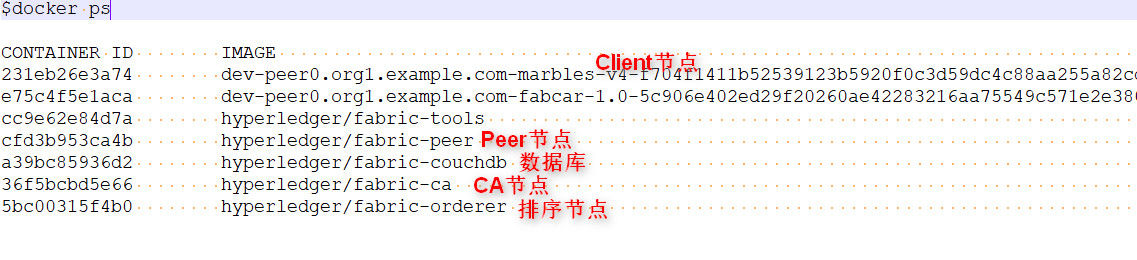 $docker ps
CONTAINER ID IMAGE
Client节点
231eb26e3a74 dev-peer0.org1.example.com-marbles-v4-f704f1411b52539123b5920f0c3d59dc4c88aa255a82cd
e75c4f5e1aca dev-peer0.org1.example.com-fabcar-1.0-5c906e402ed29f20260ae42283216aa75549c571e2e380
cc9e62e84d7a hyperledger/fabric-tools
cfd3b953ca4b hyperledger/fabric-peer Peer节点
a39bc85936d2 hyperledger/fabric-couchdb 数据库
36f5bcbd5e66 hyperledger/fabric-ca CA节点
5bc00315f4b0 hyperledger/fabric-orderer 排序节点